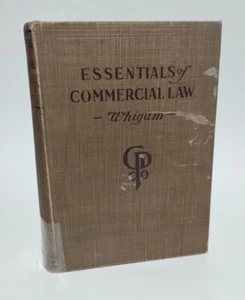 ESSENTIALS of
COMMERCIAL LAW
- Whigam -